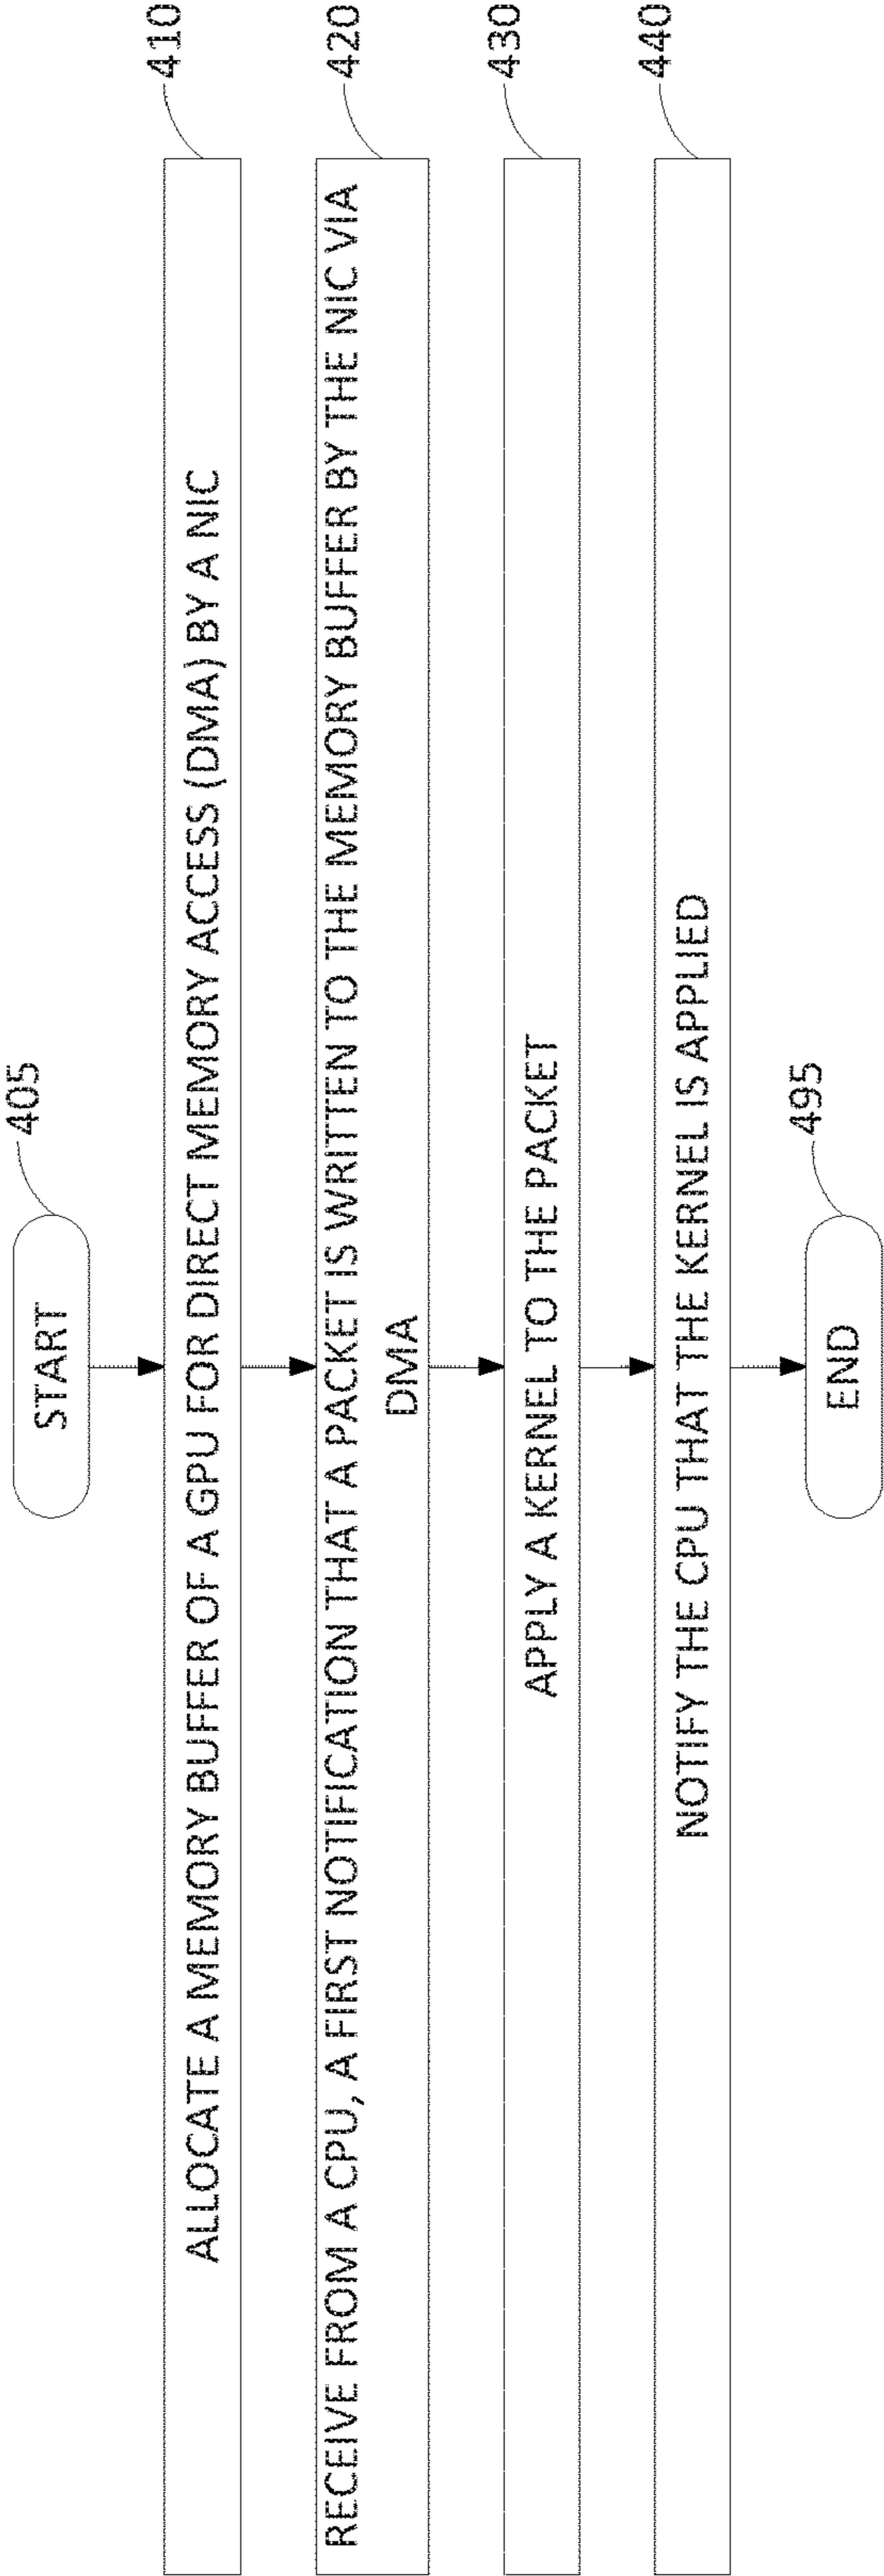 START
405
ALLOCATE A MEMORY BUFFER OF A GPU FOR DIRECT MEMORY ACCESS (DMA) BY A NIC
410
RECEIVE FROM A CPU, A FIRST NOTIFICATION THAT A PACKET IS WRITTEN TO THE MEMORY BUFFER BY THE NIC VIA
DMA
420
APPLY A KERNEL TO THE PACKET
430
NOTIFY THE CPU THAT THE KERNEL IS APPLIED
440
END
495